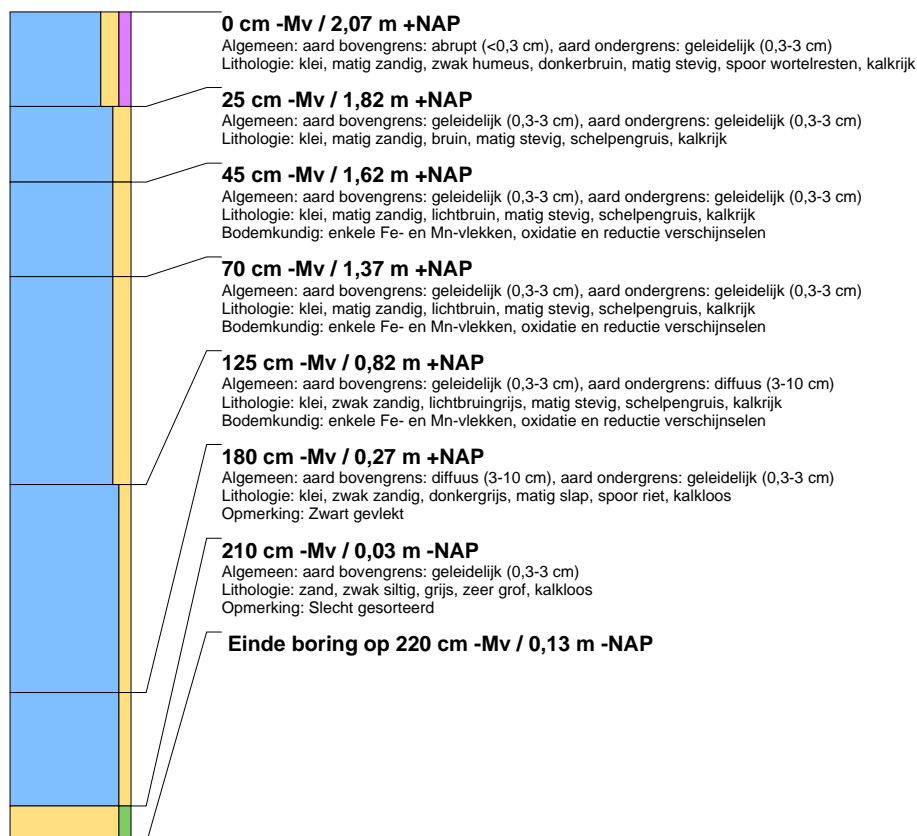 0 cm -Mv / 2,07 m +NAP
Algemeen: aard bovengrens: abrupt (<0,3 cm), aard ondergrens: geleidelijk (0,3-3 cm)
Lithologie: klei, matig zandig, zwak humeus, donkerbruin, matig stevig, spoor wortelresten, kalkrijk
25 cm -Mv / 1,82 m +NAP
Algemeen: aard bovengrens: geleidelijk (0,3-3 cm), aard ondergrens: geleidelijk (0,3-3 cm)
Lithologie: klei, matig zandig, bruin, matig stevig, schelpengruis, kalkrijk
45 cm -Mv / 1,62 m +NAP
Algemeen: aard bovengrens: geleidelijk (0,3-3 cm), aard ondergrens: geleidelijk (0,3-3 cm)
Lithologie: klei, matig zandig, lichtbruin, matig stevig, schelpengruis, kalkrijk
Bodemkundig: enkele Fe- en Mn-vlekken, oxidatie en reductie verschijnselen
70 cm -Mv / 1,37 m +NAP
Algemeen: aard bovengrens: geleidelijk (0,3-3 cm), aard ondergrens: geleidelijk (0,3-3 cm)
Lithologie: klei, matig zandig, lichtbruin, matig stevig, schelpengruis, kalkrijk
Bodemkundig: enkele Fe- en Mn-vlekken, oxidatie en reductie verschijnselen
125 cm -Mv / 0,82 m +NAP
Algemeen: aard bovengrens: geleidelijk (0,3-3 cm), aard ondergrens: diffuus (3-10 cm)
Lithologie: klei, zwak zandig, lichtbruingrijs, matig stevig, schelpengruis, kalkrijk
Bodemkundig: enkele Fe- en Mn-vlekken, oxidatie en reductie verschijnselen
180 cm -Mv / 0,27 m +NAP
Algemeen: aard bovengrens: diffuus (3-10 cm), aard ondergrens: geleidelijk (0,3-3 cm)
Lithologie: klei, zwak zandig, donkergrijs, matig slap, spoor riet, kalkloos
Opmerking: Zwart gevlekt
210 cm -Mv / 0,03 m -NAP
Algemeen: aard bovengrens: geleidelijk (0,3-3 cm)
Lithologie: zand, zwak siltig, grijs, zeer grof, kalkloos
Opmerking: Slecht gesorteerd
Einde boring op 220 cm -Mv / 0,13 m -NAP